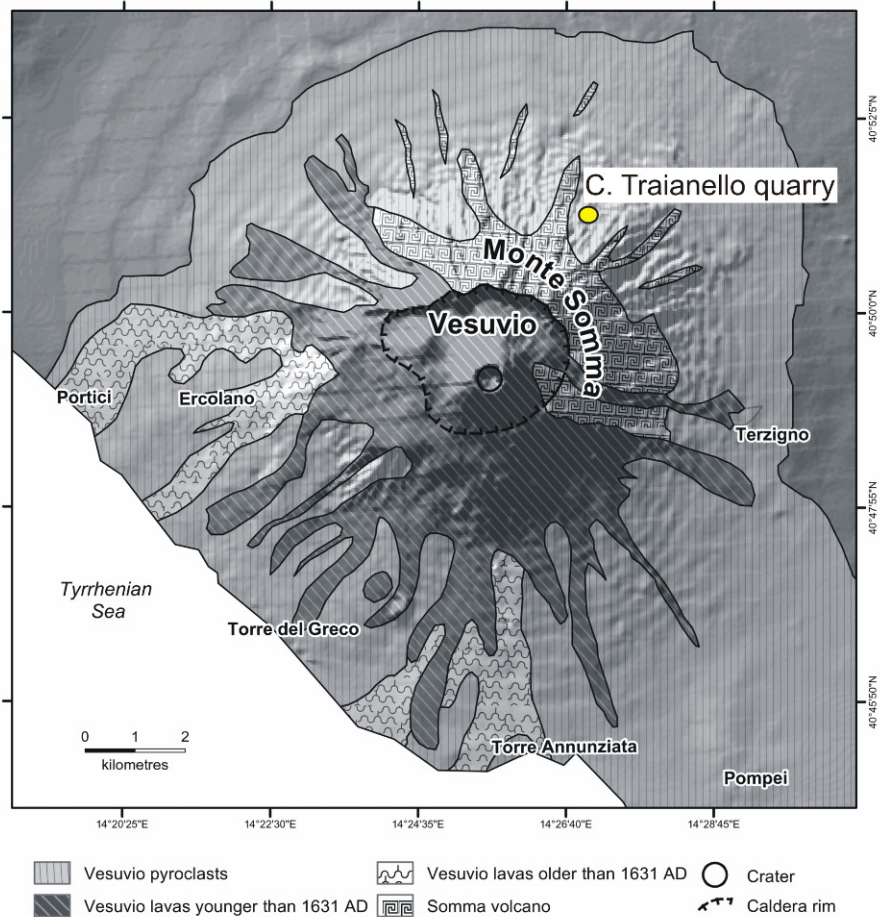 C. Traianello quarry
Monte Somma
Vesuvio
Portici
Ercolano
Terzigno
Tyrrhenian
Sea
Torre del Greco
Torre Annunziata
Pompei
0 1 2
kilometres
40°52'5"N
40°50'0"N
40°47'55"N
40°45'50"N
14°20'25"E 14°22'30"E 14°24'35"E 14°26'40"E 14°28'45"E
Vesuvio pyroclasts
Vesuvio lavas younger than 1631 AD
Vesuvio lavas older than 1631 AD
Somma volcano
Crater
Caldera rim